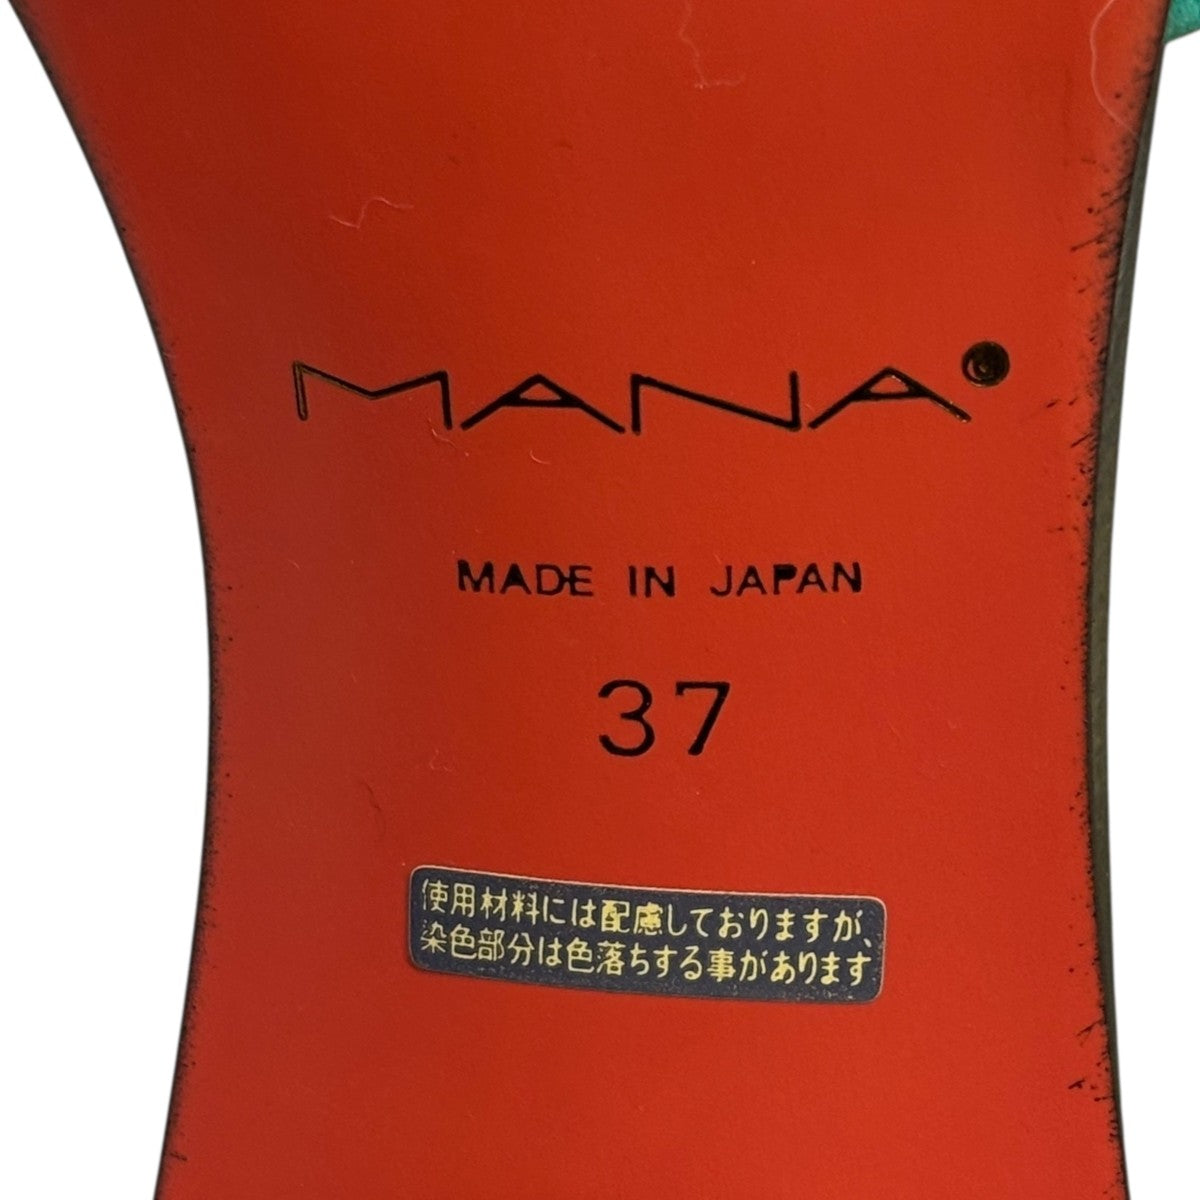 MANA®
MADE IN JAPAN
37
使用材料には配慮しておりますが、
染色部分は色落ちする事があります